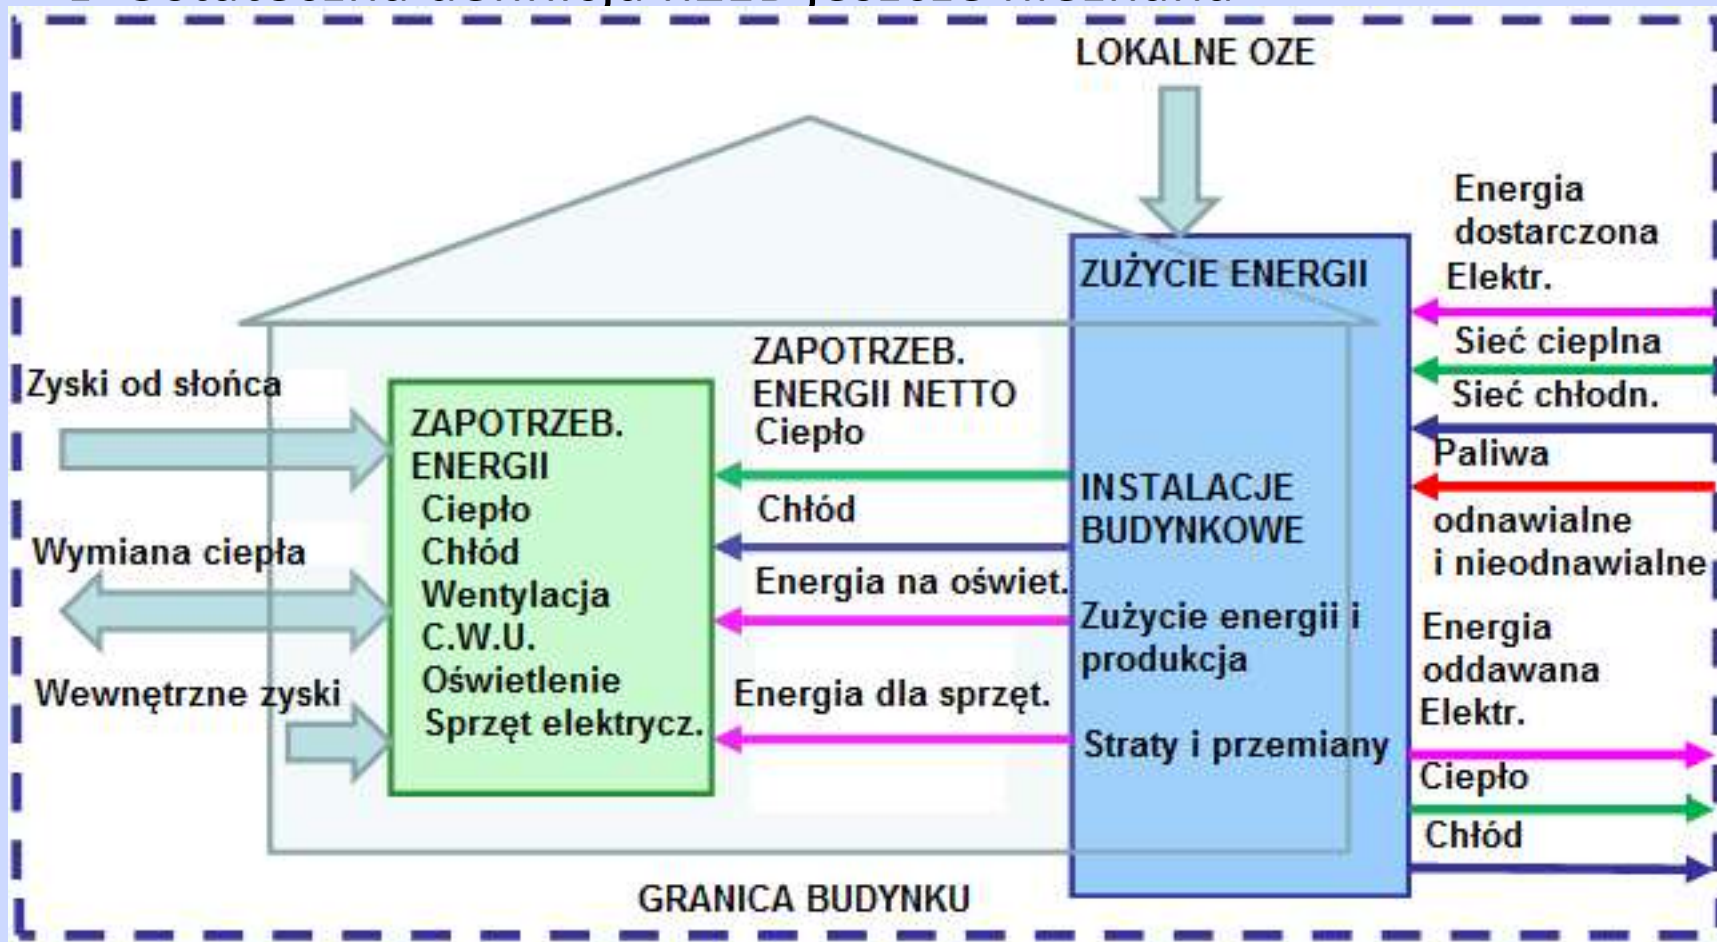 LOKALNE OZE
Energia
dostarczona
Elektr.
Sieć cieplna
Sieć chłodn.
Paliwa
odnawialne
i nieodnawialne
Energia
oddawana
Elektr.
Ciepło
Chłód
ZUŻYCIE ENERGII
INSTALACJE
BUDYNKOWE
Zużycie energii i
produkcja
Straty i przemiany
ZAPOTRZEB.
ENERGII NETTO
Ciepło
Chłód
Energia na oświet.
Energia dla sprzęt.
Zyski od słońca
Wymiana ciepła
Wewnętrzne zyski
ZAPOTRZEB.
ENERGII
Ciepło
Chłód
Wentylacja
C.W.U.
Oświetlenie
Sprzęt elektrycz.
GRANICA BUDYNKU